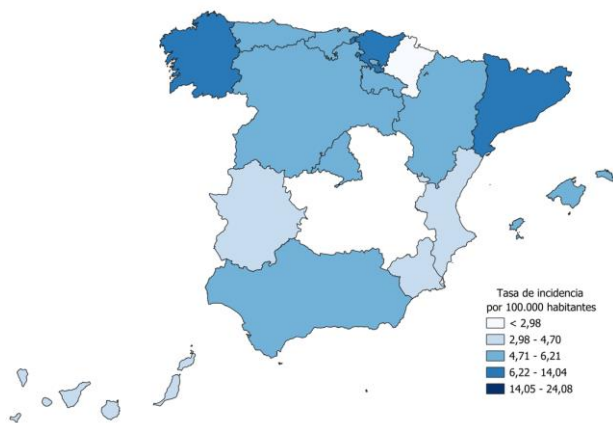 Tasa de incidencia
por 100.000 habitantes
< 2,98
2,98 - 4,70
4,71 - 6,21
6,22 - 14,04
14,05 - 24,08